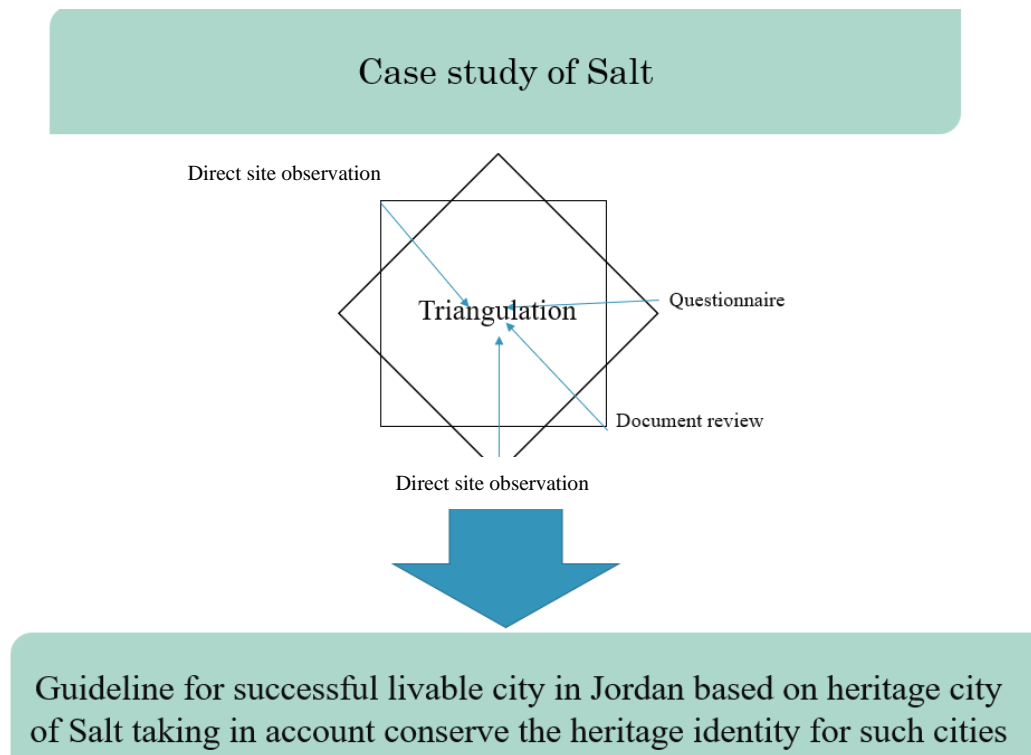 Case study of Salt
Direct site observation
Triangulation
Questionnaire
Document review
Direct site observation
Guideline for successful livable city in Jordan based on heritage city
of Salt taking in account conserve the heritage identity for such cities